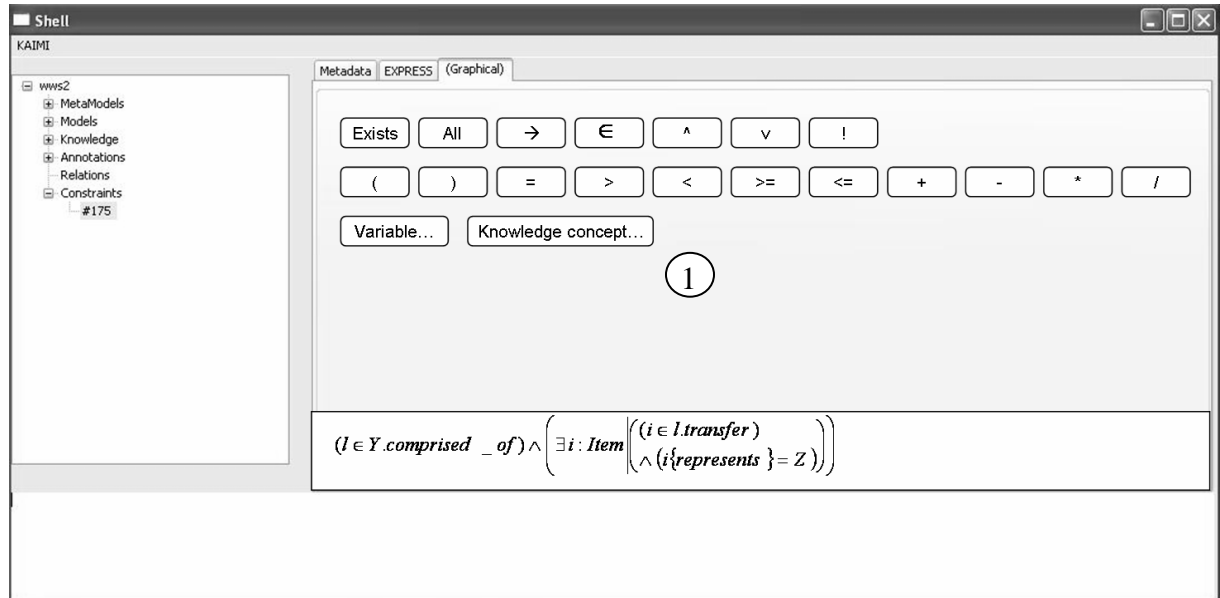 Shell
KAIMI
wws2
MetaModels
Models
Knowledge
Annotations
Relations
Constraints
#175
Metadata EXPRESS (Graphical)
Exists All → ∈ ^ v !
( ) = > < >= <= + - * /
Variable... Knowledge concept...
1
(l ∈ Y.comprised _ of) ∧ (∃i : Item | ((i ∈ l.transfer)
∧ (i{represents } = Z)))